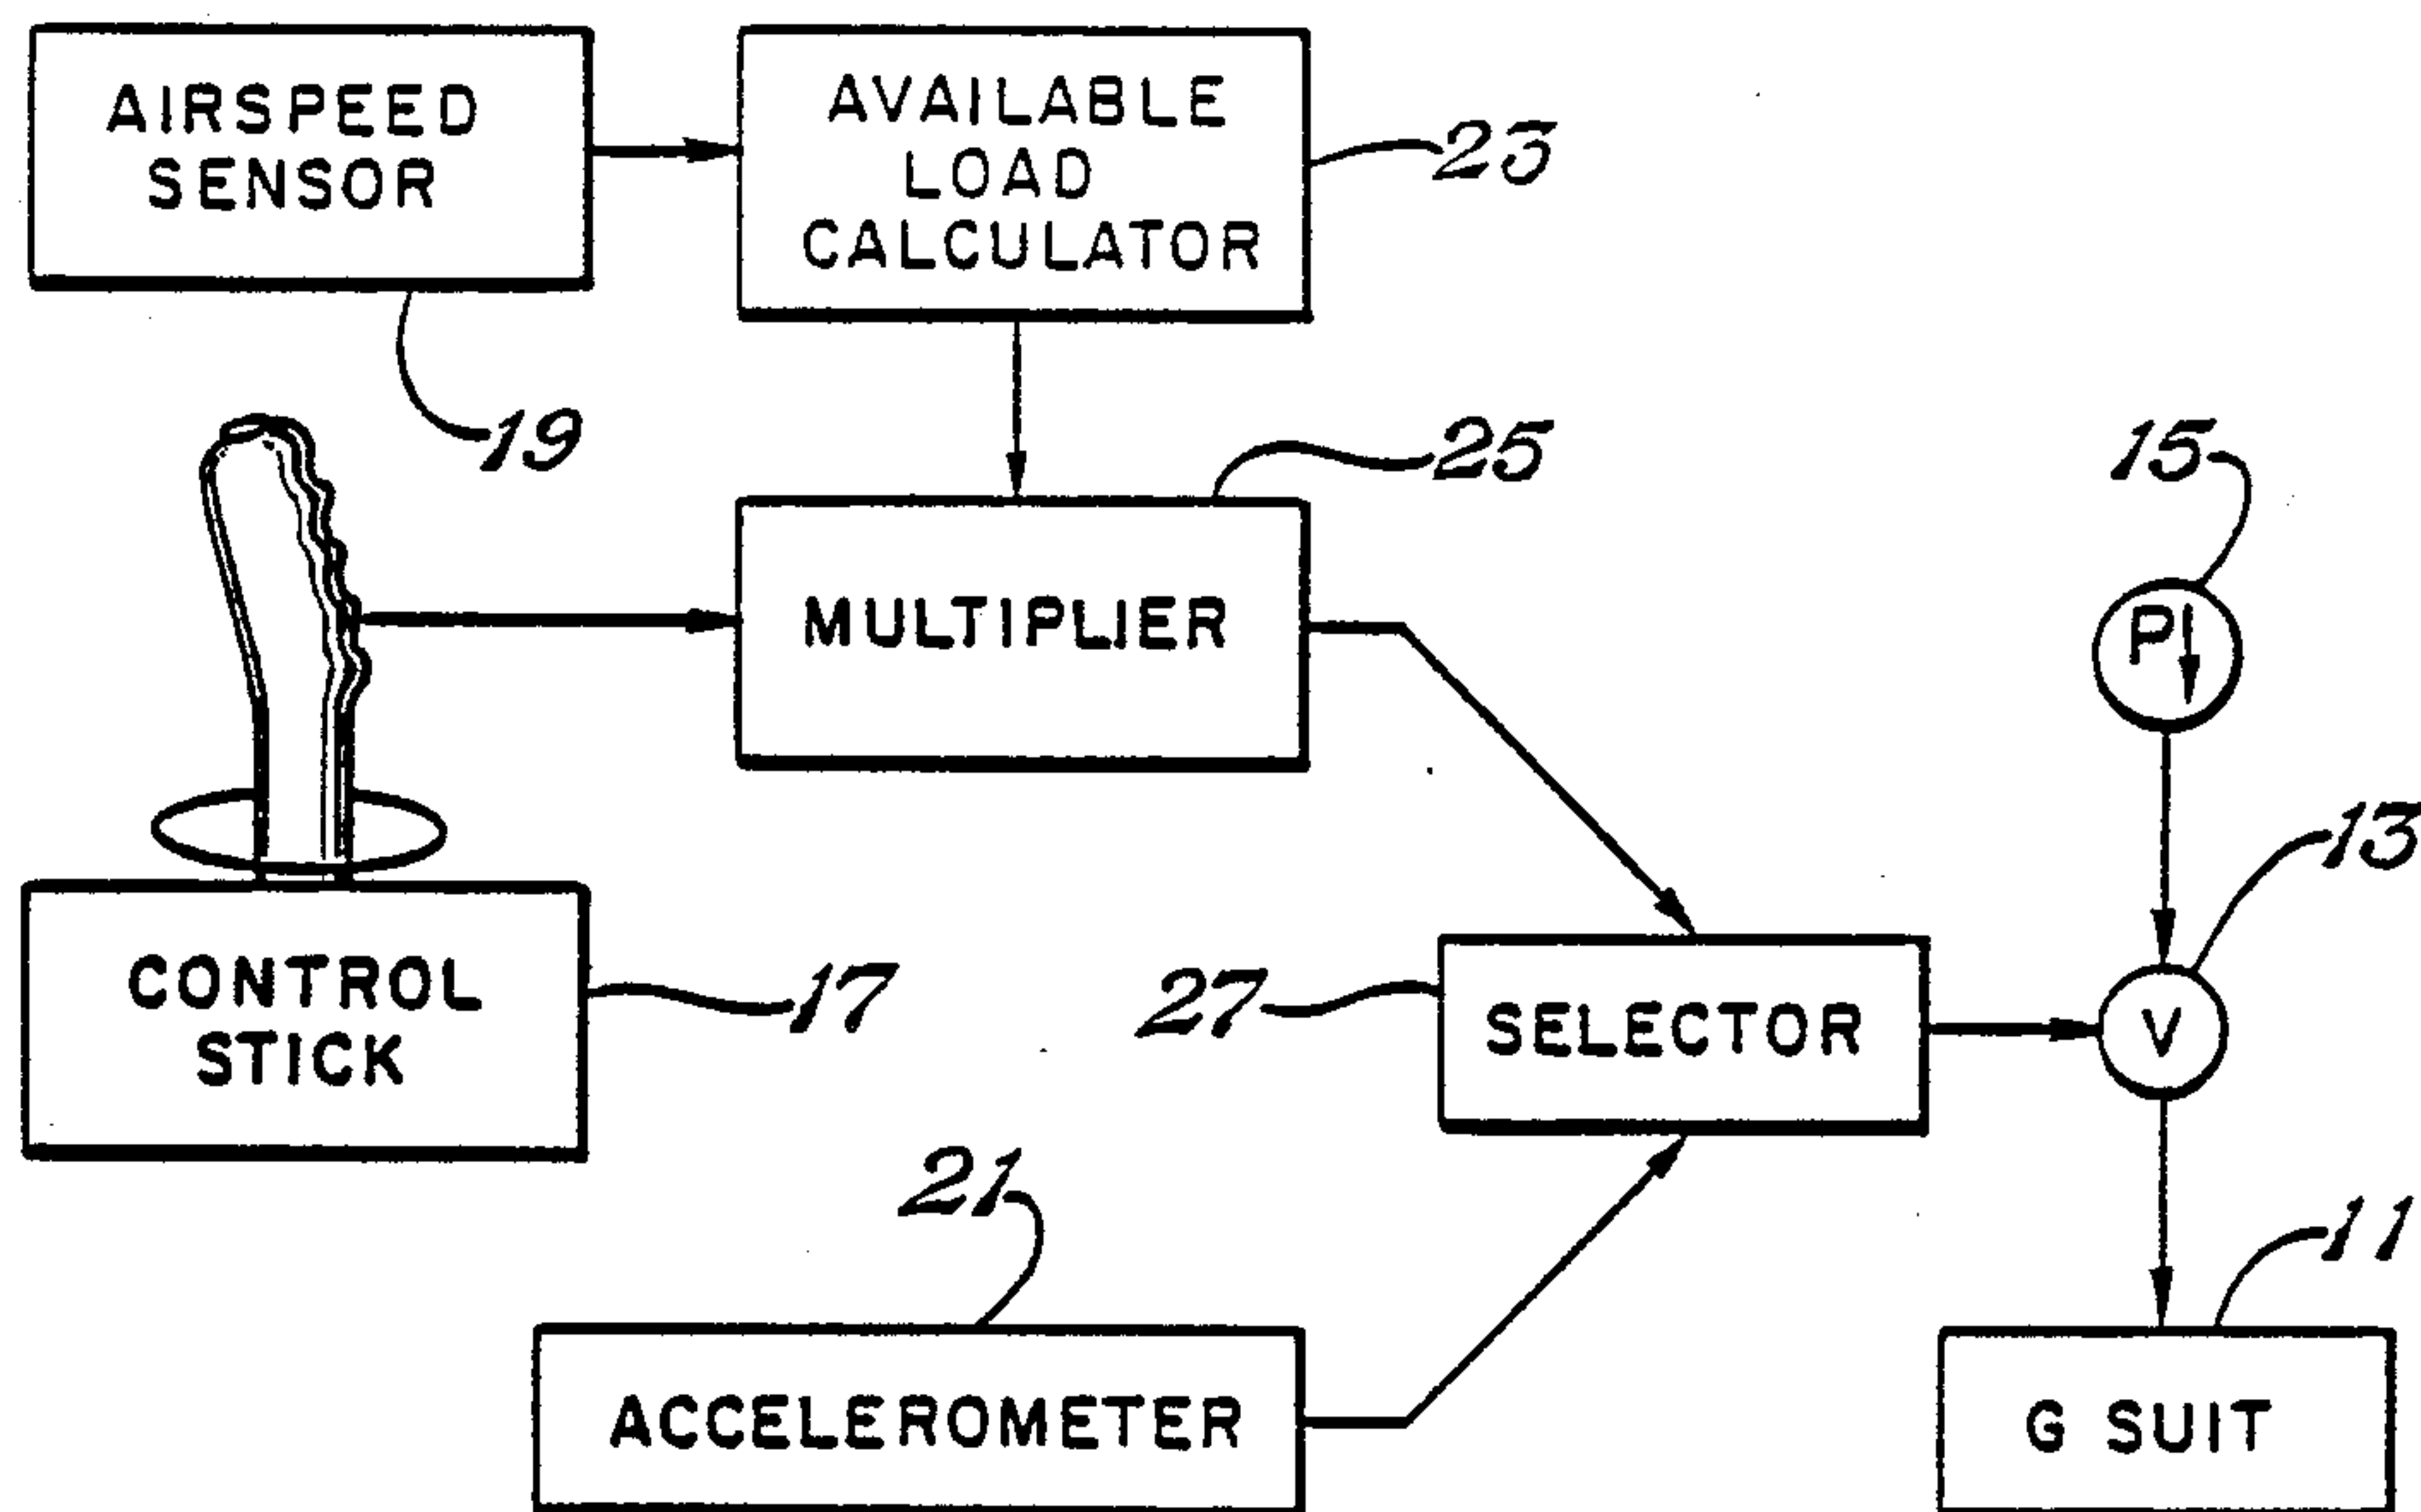 AIRSPEED
SENSOR
AVAILABLE
LOAD
CALCULATOR
23
19
25
15
MULTIPLIER
P
13
CONTROL
STICK
17
27
SELECTOR
V
21
11
ACCELEROMETER
G SUIT